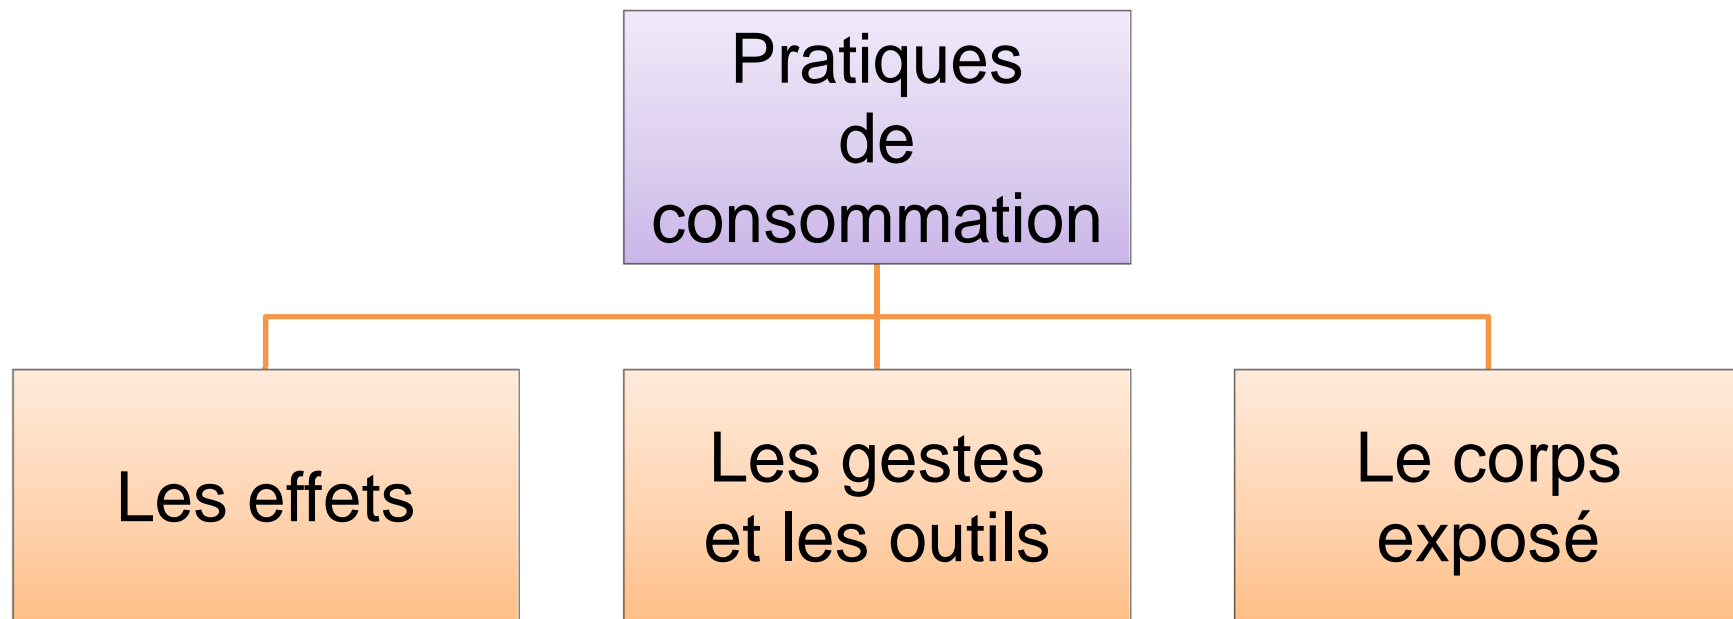 Pratiques
de
consommation
Les effets
Les gestes
et les outils
Le corps
exposé